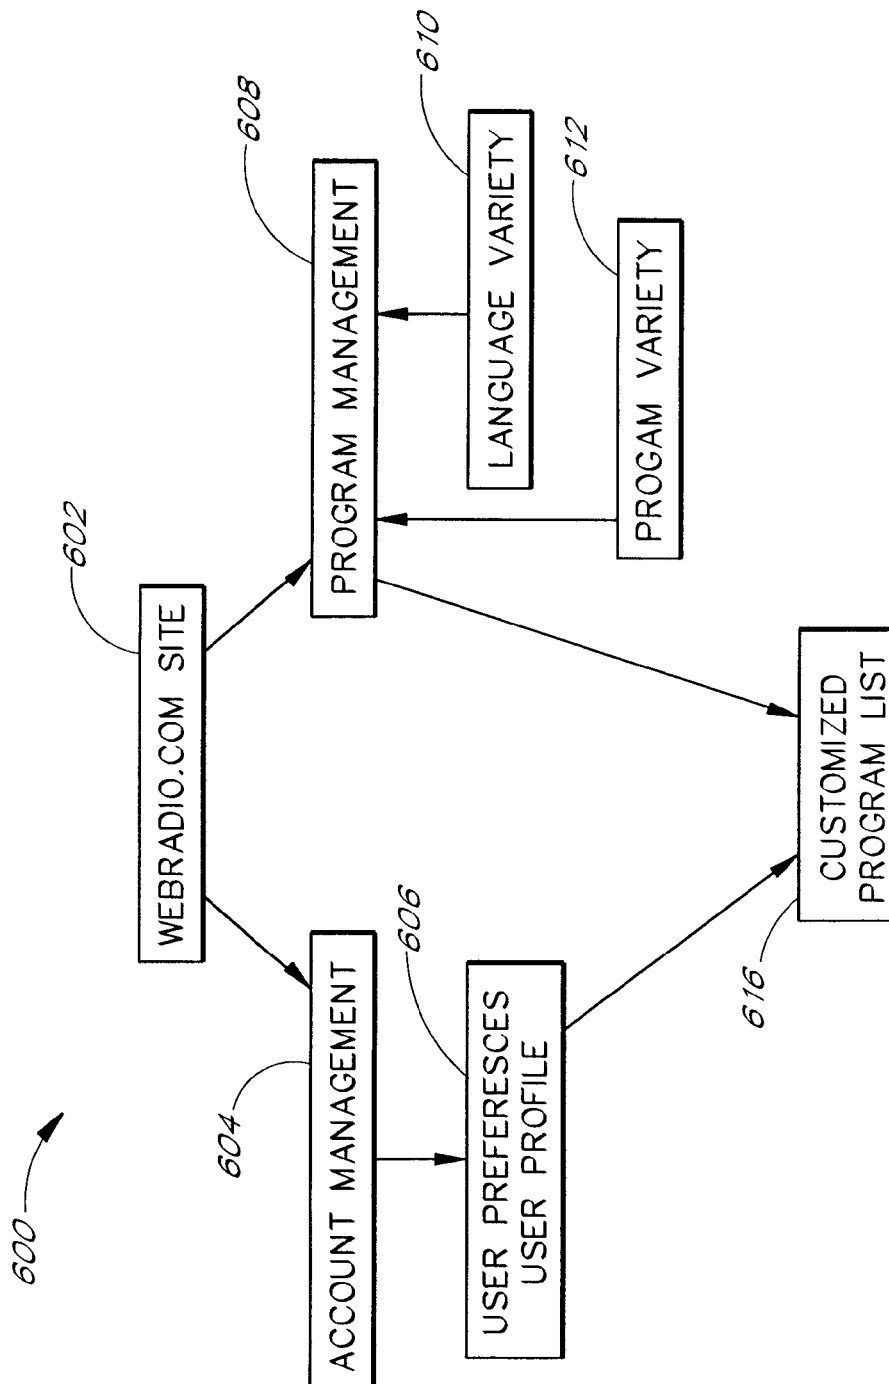 600
602
WEBRADIO.COM SITE
604
ACCOUNT MANAGEMENT
608
PROGRAM MANAGEMENT
606
USER PREFERESCES
USER PROFILE
610
LANGUAGE VARIETY
612
PROGAM VARIETY
616
CUSTOMIZED
PROGRAM LIST